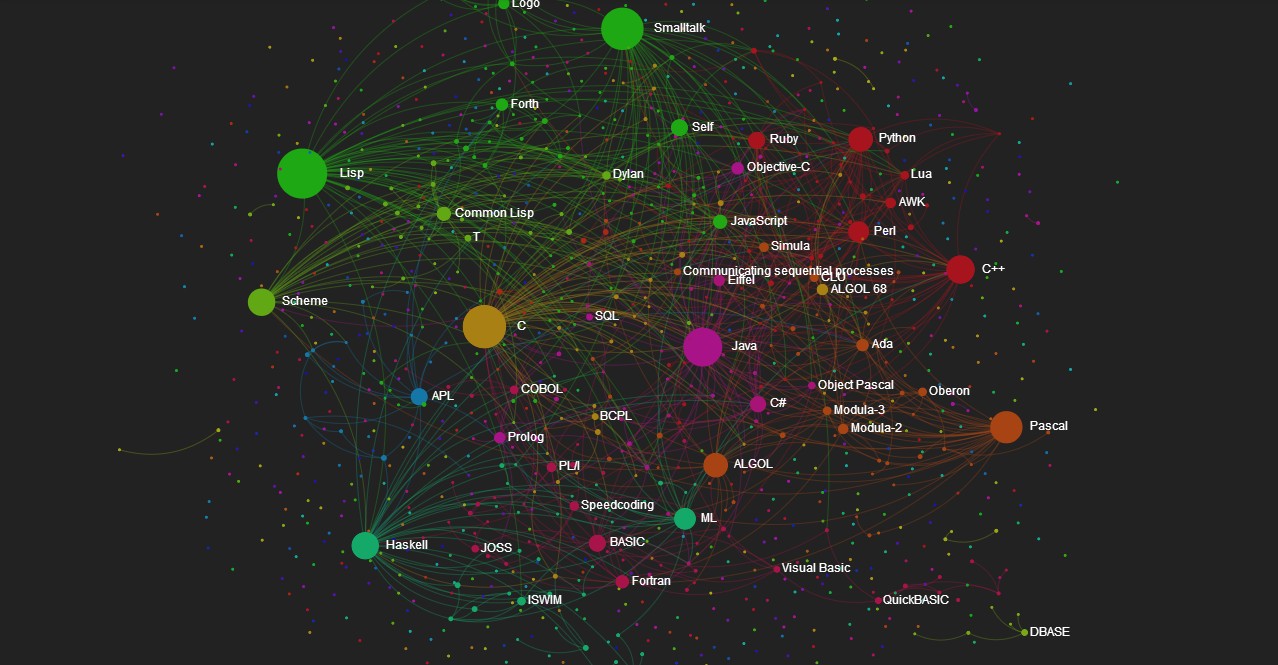 Logo
Smalltalk
Forth
Self
Ruby
Python
Objective-C
Lisp
Dylan
Lua
AWK
Common Lisp
JavaScript
Perl
T
Simula
Communicating sequential processes
C++
CLU
Eiffel
ALGOL 68
Scheme
SQL
C
Java
Ada
Object Pascal
COBOL
Oberon
APL
C#
Modula-3
BCPL
Pascal
Modula-2
Prolog
PL/I
ALGOL
Speedcoding
ML
BASIC
Haskell
JOSS
Visual Basic
Fortran
ISWIM
QuickBASIC
DBASE